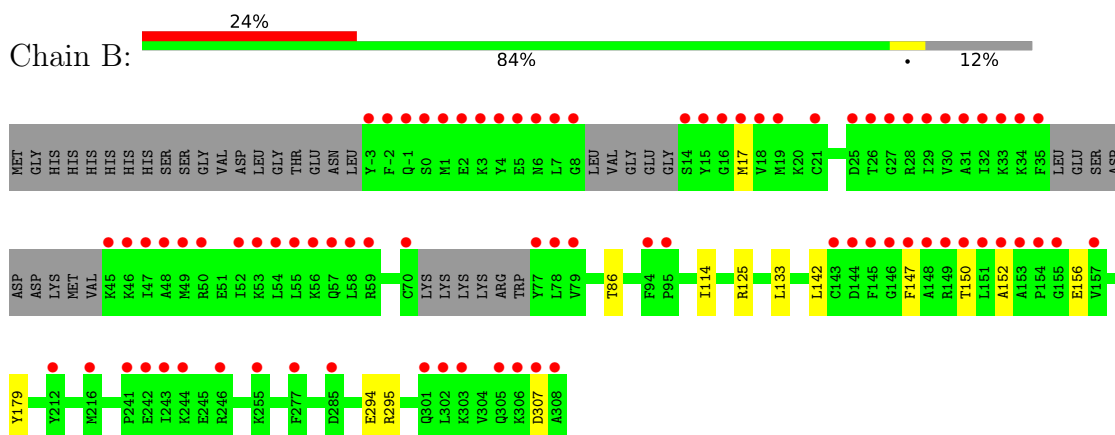 24%
Chain B:
84%
•
12%
MET GLY HIS HIS HIS HIS HIS HIS SER SER GLY VAL ASP LEU GLY THR GLU ASN LEU Y-3 F-2 Q-1 S0 M1 E2 K3 Y4 E5 N6 L7 G8 LEU VAL GLY GLU GLY S14 Y15 G16 M17 V18 M19 K20 C21 D25 T26 G27 R28 I29 V30 A31 I32 K33 K34 F35 LEU GLU SER ASP
ASP ASP LYS MET VAL K45 K46 I47 A48 M49 R50 E51 I52 K53 L54 L55 K56 Q57 L58 R59 C70 LYS LYS LYS LYS ARG TRP Y77 L78 V79 T86 F94 P95 I114 R125 L133 L142 C143 D144 F145 G146 F147 A148 R149 T150 L151 A152 A153 P154 G155 E156 V157
Y179 Y212 M216 P241 E242 I243 K244 E245 R246 K255 F277 D285 E294 R295 Q301 L302 K303 V304 Q305 K306 D307 A308